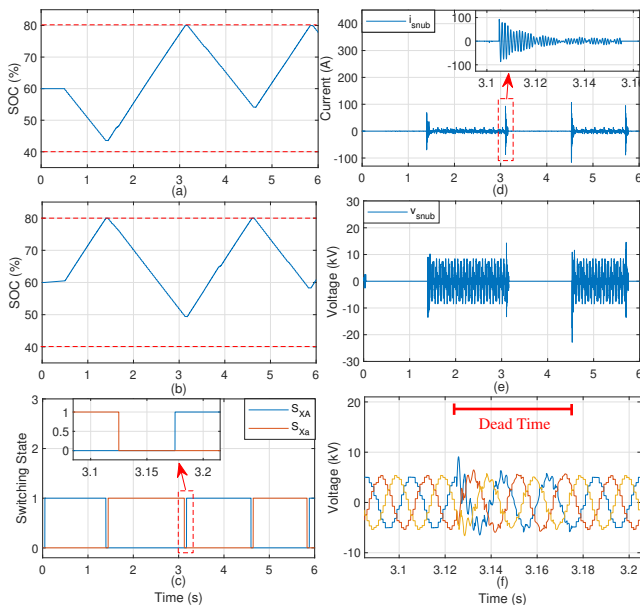 80
70
60
50
40
SOC (%)
0 1 2 3 4 5 6
(a)
80
70
60
50
40
SOC (%)
0 1 2 3 4 5 6
(b)
3
2
1
0
Switching State
1
0.5
0
3.1 3.15 3.2
S_XA
S_Xa
0 1 2 3 4 5 6
(c)
Time (s)
400
300
200
100
0
-100
Current (A)
i_snub
100
0
-100
3.1 3.12 3.14 3.16
0 1 2 3 4 5 6
(d)
30
20
10
0
-10
-20
-30
Voltage (kV)
v_snub
0 1 2 3 4 5 6
(e)
20
10
0
-10
Voltage (kV)
Dead Time
3.1 3.12 3.14 3.16 3.18 3.2
(f)
Time (s)